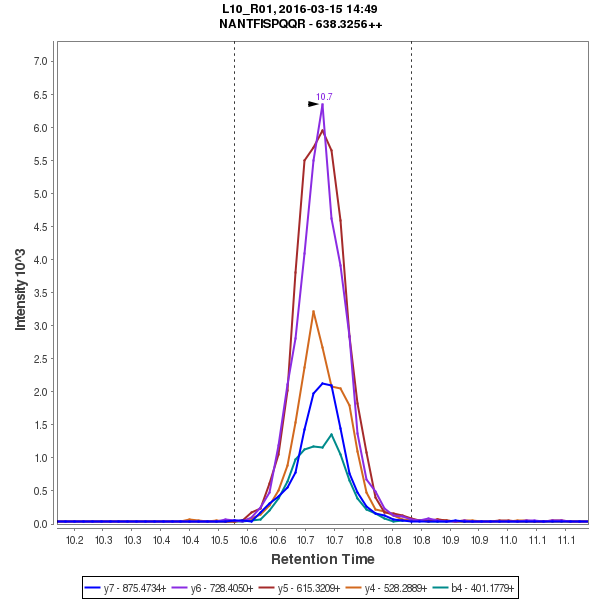 L10_R01, 2016-03-15 14:49
NANTFISPQQR - 638.3256++
7.0
6.5
6.0
5.5
5.0
4.5
4.0
3.5
3.0
2.5
2.0
1.5
1.0
0.5
0.0
Intensity 10^3
10.7
10.2 10.3 10.3 10.4 10.4 10.5 10.6 10.6 10.7 10.7 10.8 10.8 10.8 10.9 10.9 11.0 11.1 11.1
Retention Time
y7 - 875.4734+ y6 - 728.4050+ y5 - 615.3209+ y4 - 528.2889+ b4 - 401.1779+